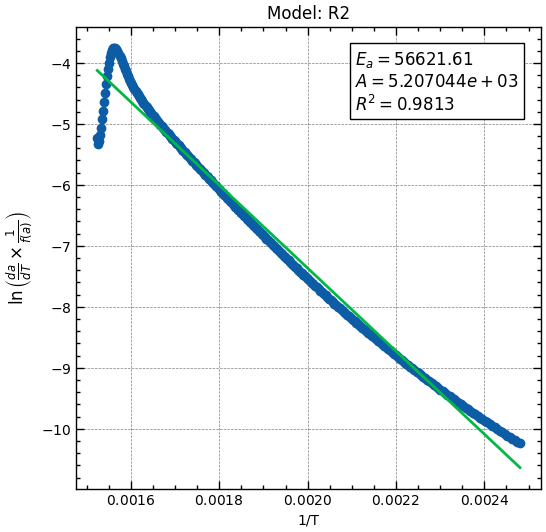 Model: R2
E_a = 56621.61
A = 5.207044e + 03
R^2 = 0.9813
ln(da/dT × 1/f(a))
−4
−5
−6
−7
−8
−9
−10
0.0016 0.0018 0.0020 0.0022 0.0024
1/T